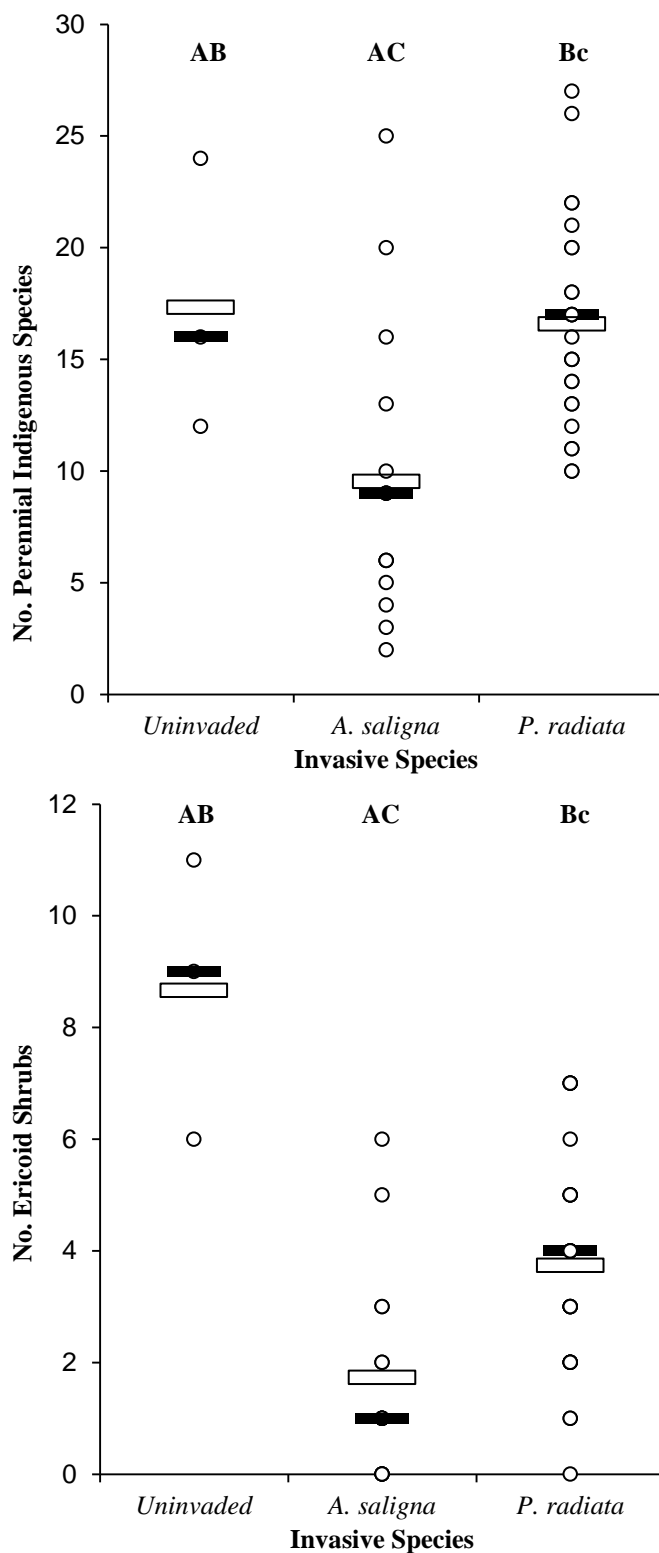 30
AB AC Bc
25
20
15
10
5
0
No. Perennial Indigenous Species
Uninvaded A. saligna P. radiata
Invasive Species
12
AB AC Bc
10
8
6
4
2
0
No. Ericoid Shrubs
Uninvaded A. saligna P. radiata
Invasive Species